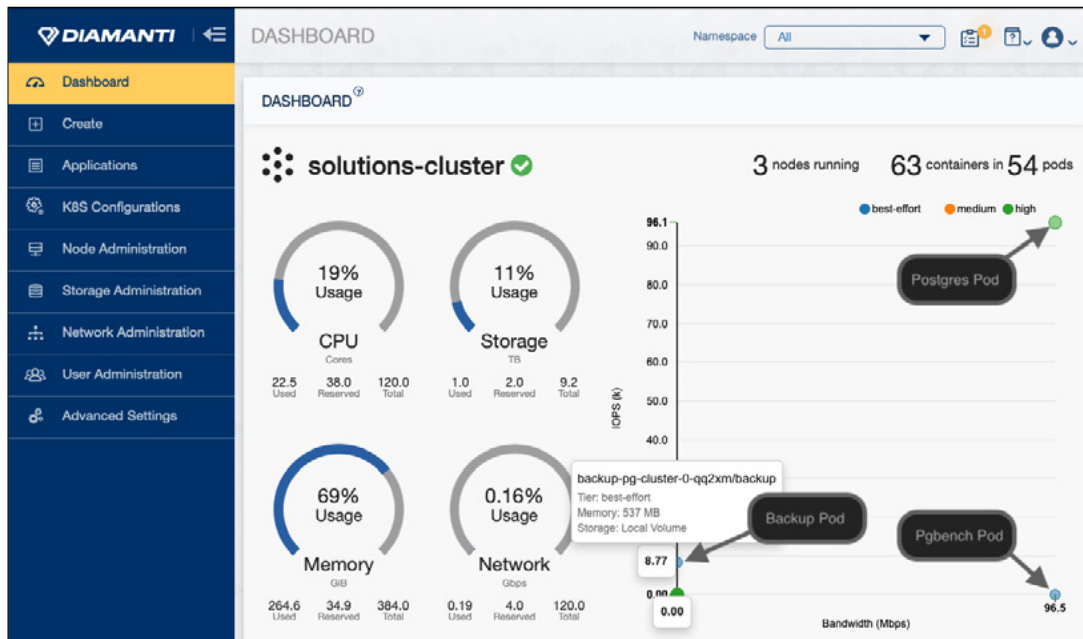 DIAMANTI
DASHBOARD
Namespace
All
1
Dashboard
Create
Applications
K8S Configurations
Node Administration
Storage Administration
Network Administration
User Administration
Advanced Settings
DASHBOARD
solutions-cluster
3 nodes running
63 containers in 54 pods
19%
Usage
CPU
Cores
22.5 38.0 120.0
Used Reserved Total
11%
Usage
Storage
TB
1.0 2.0 9.2
Used Reserved Total
69%
Usage
Memory
GiB
264.6 34.9 384.0
Used Reserved Total
0.16%
Usage
Network
Gbps
0.19 4.0 120.0
Used Reserved Total
best-effort medium high
96.1
90.0
80.0
70.0
60.0
50.0
40.0
IOPS (k)
Postgres Pod
backup-pg-cluster-0-qq2xm/backup
Tier: best-effort
Memory: 537 MB
Storage: Local Volume
Backup Pod
Pgbench Pod
8.77
0.00
0.00
96.5
Bandwidth (Mbps)